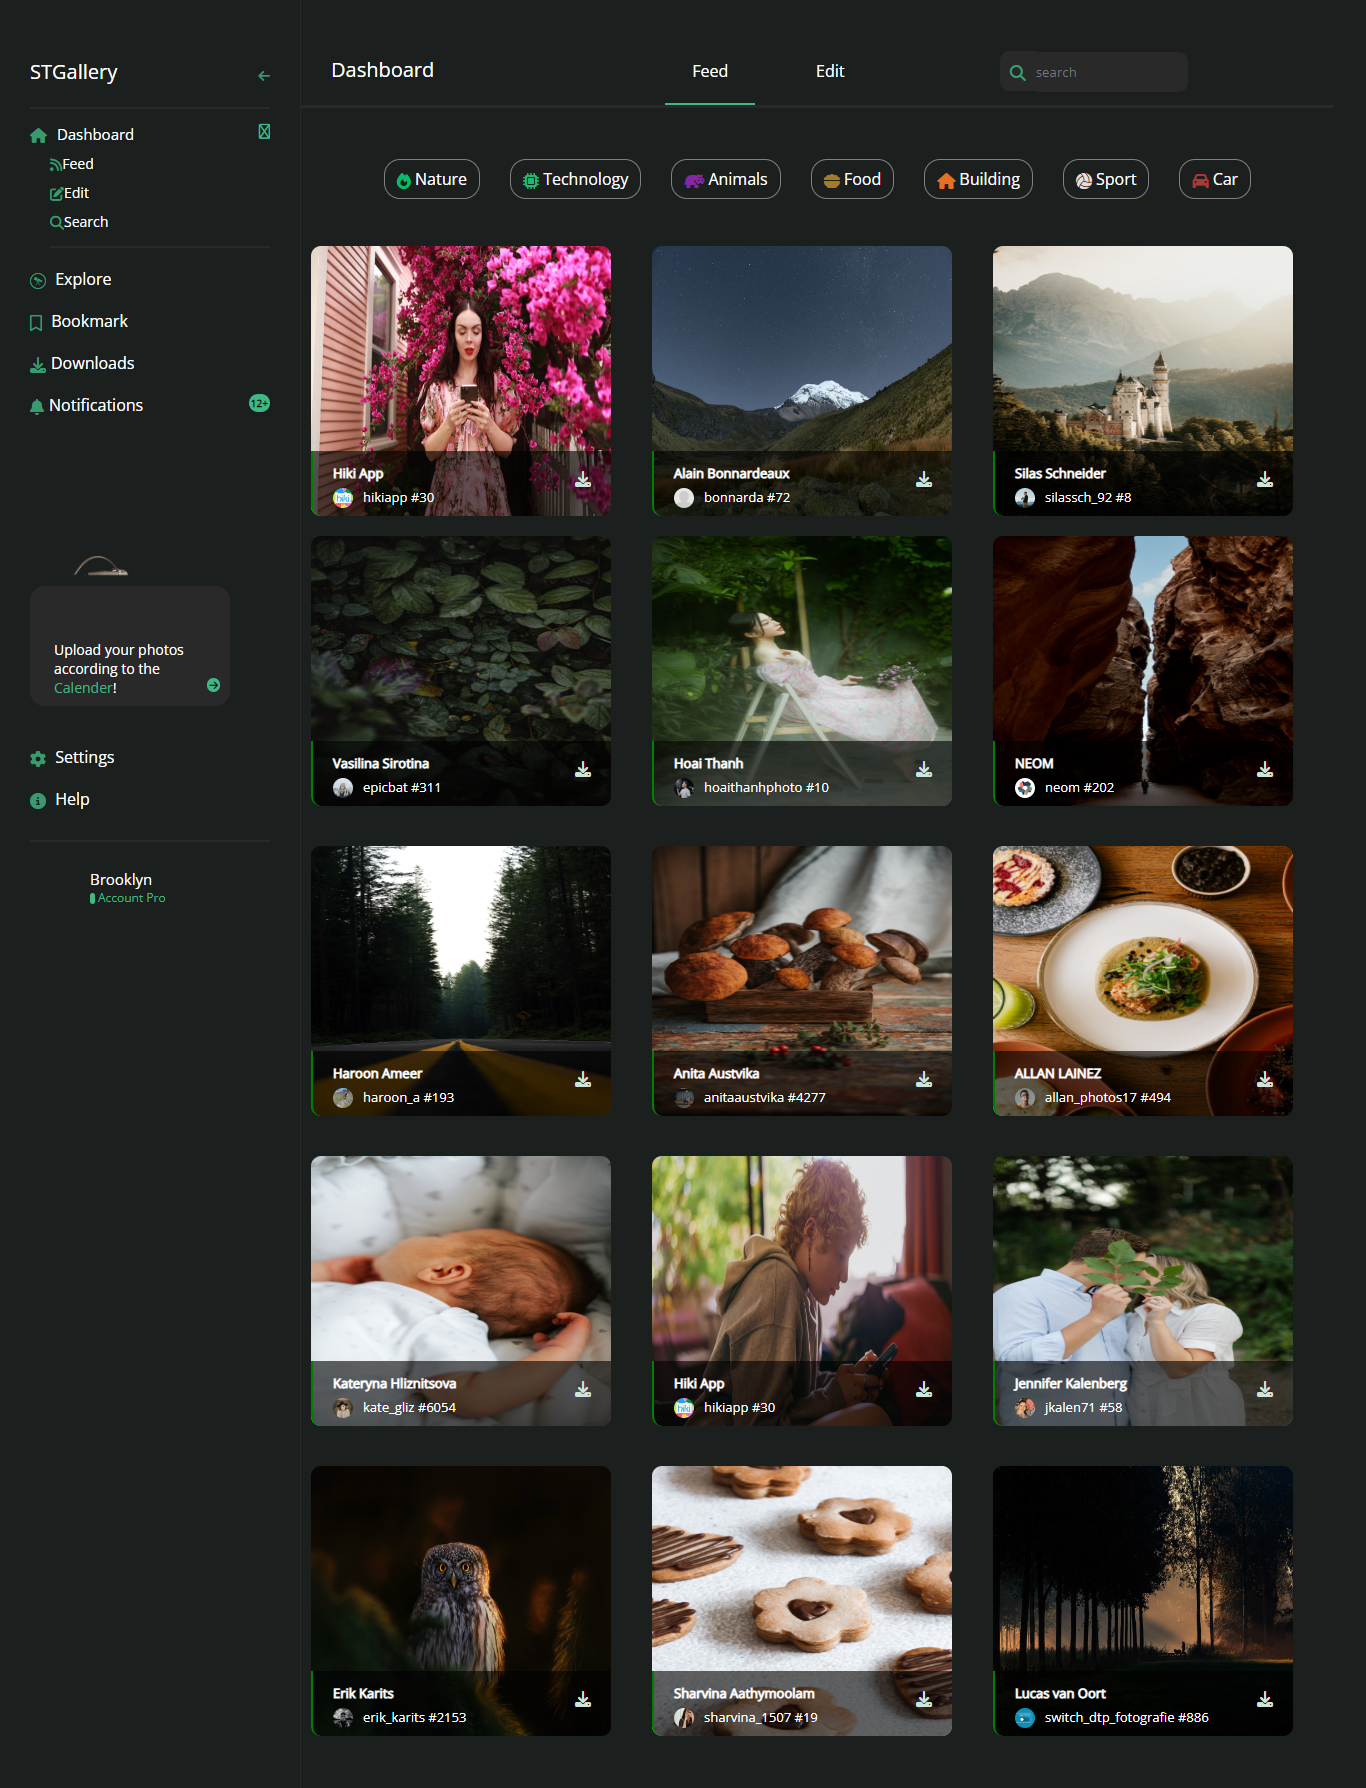 STGallery
Dashboard
Feed
Edit
Search
Explore
Bookmark
Downloads
Notifications
12+
Upload your photos
according to the
Calender!
Settings
Help
Brooklyn
Account Pro
Dashboard
Feed
Edit
search
Nature
Technology
Animals
Food
Building
Sport
Car
Hiki App
hiki
hikiapp #30
Alain Bonnardeaux
bonnarda #72
Silas Schneider
silassch_92 #8
Vasilina Sirotina
epicbat #311
Hoai Thanh
hoaithanhphoto #10
NEOM
neom #202
Haroon Ameer
haroon_a #193
Anita Austvika
anitaaustvika #4277
ALLAN LAINEZ
allan_photos17 #494
Kateryna Hliznitsova
kate_gliz #6054
Hiki App
hiki
hikiapp #30
Jennifer Kalenberg
jkalen71 #58
Erik Karits
erik_karits #2153
Sharvina Aathymoolam
sharvina_1507 #19
Lucas van Oort
switch_dtp_fotografie #886